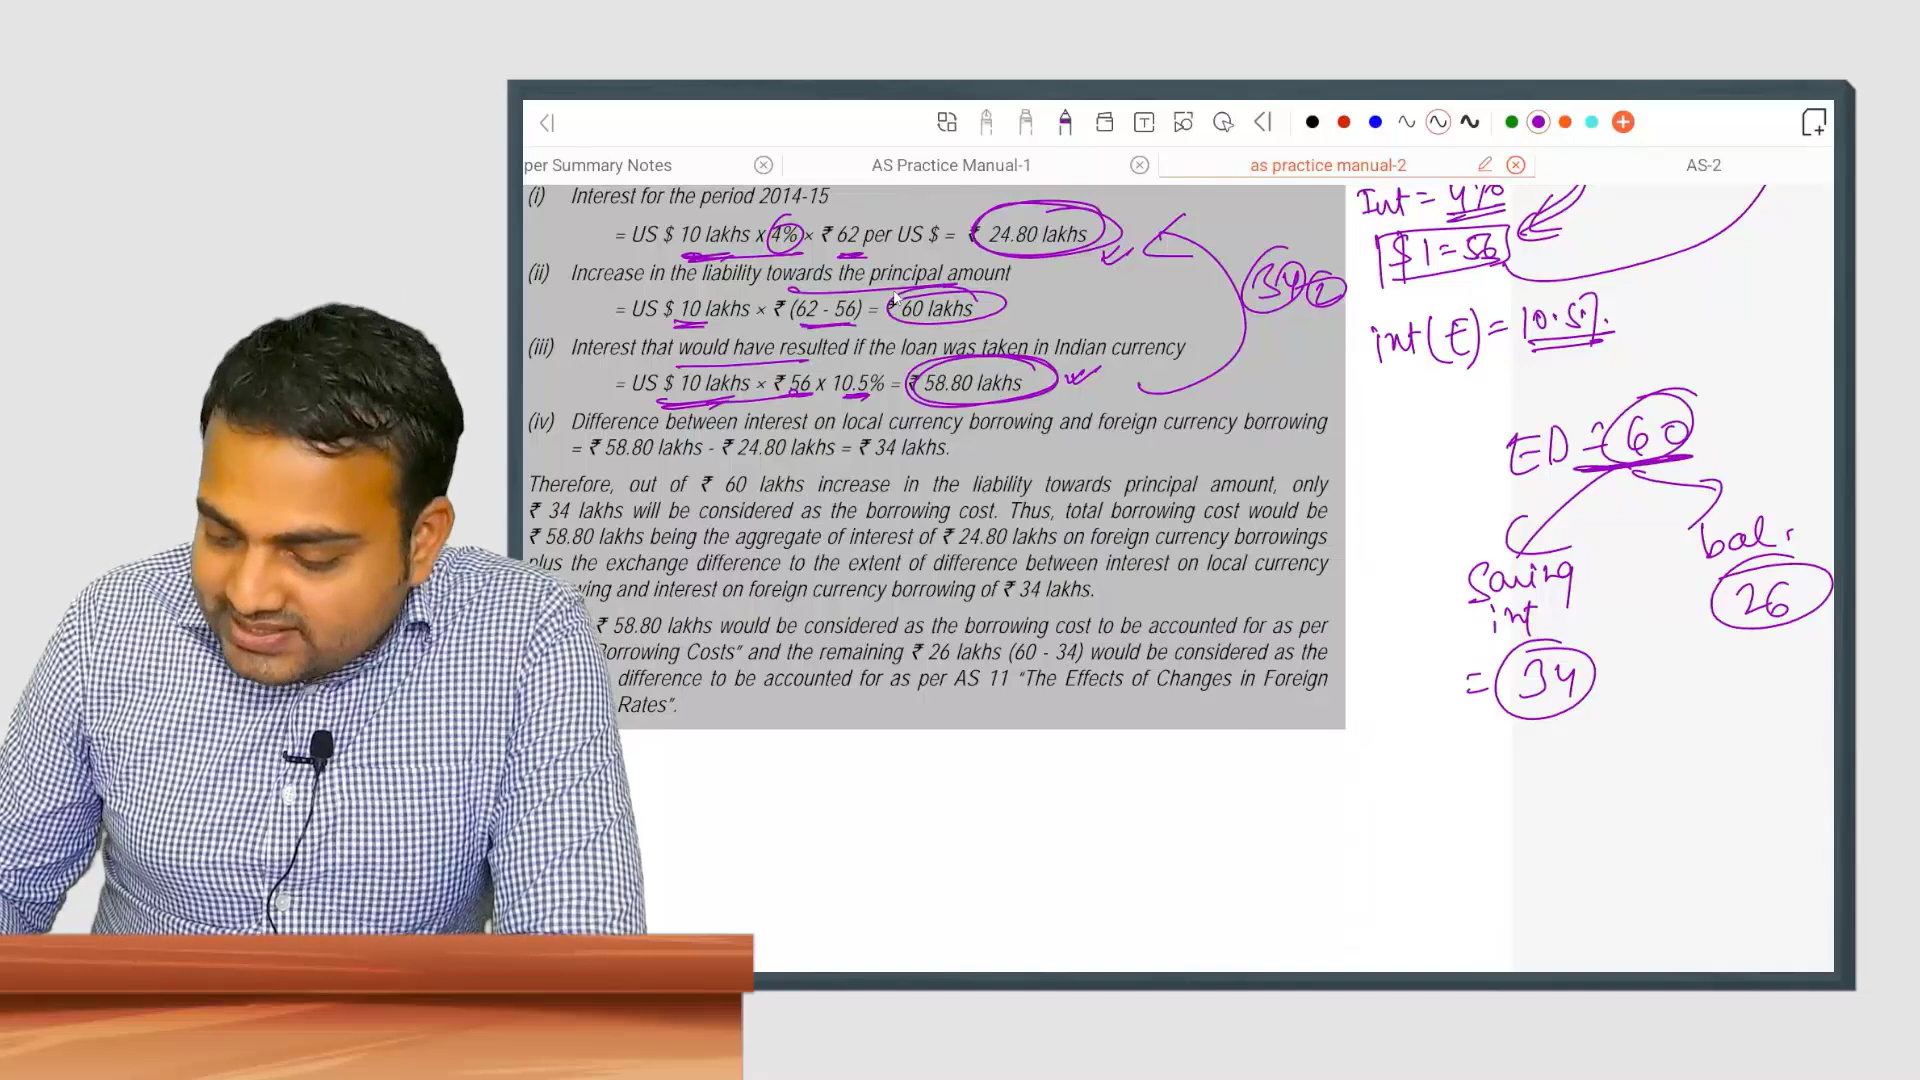 per Summary Notes
AS Practice Manual-1
as practice manual-2
AS-2
(i) Interest for the period 2014-15
= US $ 10 lakhs x 4% × ₹ 62 per US $ = ₹ 24.80 lakhs
(ii) Increase in the liability towards the principal amount
= US $ 10 lakhs × ₹ (62 - 56) = ₹ 60 lakhs
(iii) Interest that would have resulted if the loan was taken in Indian currency
= US $ 10 lakhs × ₹ 56 x 10.5% = ₹ 58.80 lakhs
(iv) Difference between interest on local currency borrowing and foreign currency borrowing
= ₹ 58.80 lakhs - ₹ 24.80 lakhs = ₹ 34 lakhs.
Therefore, out of ₹ 60 lakhs increase in the liability towards principal amount, only
₹ 34 lakhs will be considered as the borrowing cost. Thus, total borrowing cost would be
₹ 58.80 lakhs being the aggregate of interest of ₹ 24.80 lakhs on foreign currency borrowings
plus the exchange difference to the extent of difference between interest on local currency
wing and interest on foreign currency borrowing of ₹ 34 lakhs.
₹ 58.80 lakhs would be considered as the borrowing cost to be accounted for as per
Borrowing Costs" and the remaining ₹ 26 lakhs (60 - 34) would be considered as the
difference to be accounted for as per AS 11 "The Effects of Changes in Foreign
Rates".
Int = 4%
$ 1 = 56
34
int(E) = 10.5%
ED = 60
bal.
26
Saving
int
= 34